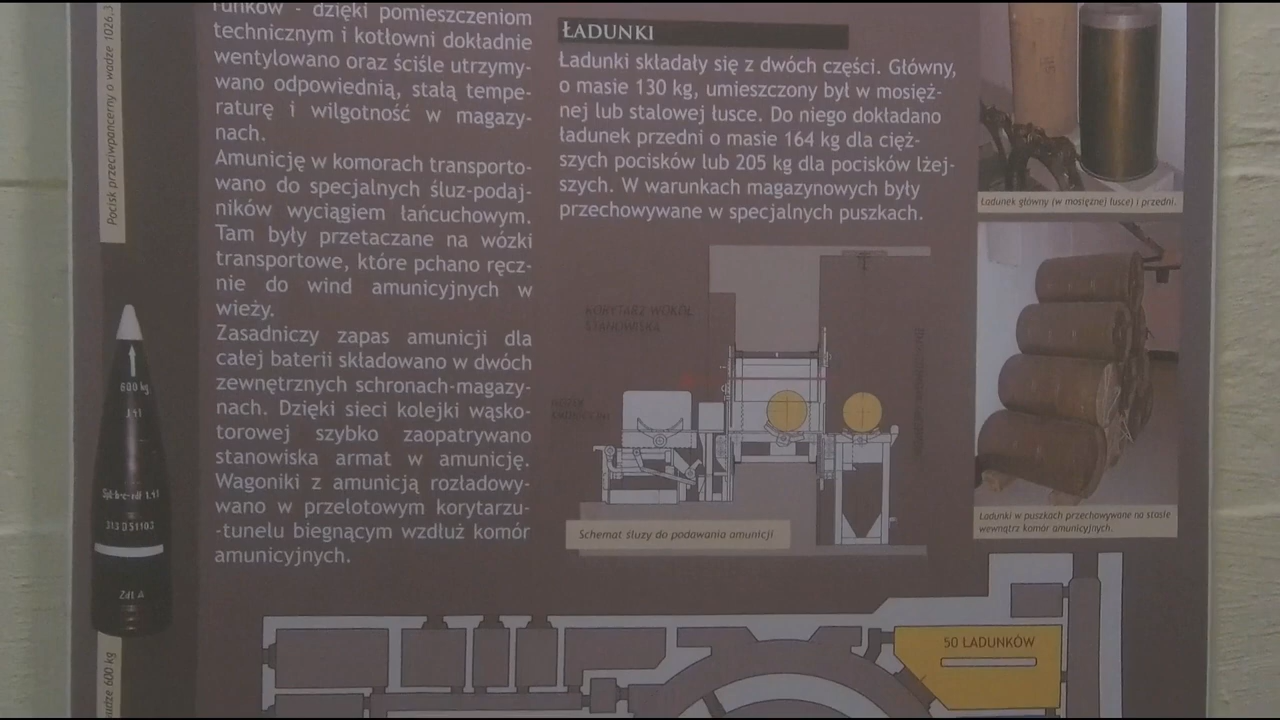 runków - dzięki pomieszczeniom
technicznym i kotłowni dokładnie
wentylowano oraz ściśle utrzymy-
wano odpowiednią, stałą tempe-
raturę i wilgotność w magazy-
nach.
Amunicję w komorach transporto-
wano do specjalnych śluz-podaj-
ników wyciągiem łańcuchowym.
Tam były przetaczane na wózki
transportowe, które pchano ręcz-
nie do wind amunicyjnych w
wieży.
Zasadniczy zapas amunicji dla
całej baterii składowano w dwóch
zewnętrznych schronach-magazy-
nach. Dzięki sieci kolejki wąsko-
torowej szybko zaopatrywano
stanowiska armat w amunicję.
Wagoniki z amunicją rozładowy-
wano w przelotowym korytarzu-
-tunelu biegnącym wzdłuż komór
amunicyjnych.
ŁADUNKI
Ładunki składały się z dwóch części. Główny,
o masie 130 kg, umieszczony był w mosięż-
nej lub stalowej łusce. Do niego dokładano
ładunek przedni o masie 164 kg dla cięż-
szych pocisków lub 205 kg dla pocisków lżej-
szych. W warunkach magazynowych były
przechowywane w specjalnych puszkach.
KORYTARZ WOKÓŁ
STANOWISKA
Schemat śluzy do podawania amunicji
Ładunek główny (w mosiężnej łusce) i przedni.
Ładunki w puszkach przechowywane na stosie
wewnątrz komór amunicyjnych.
50 ŁADUNKÓW
Pocisk przeciwpancerny o wadze 1026,3
600 kg
313 D 51103
Zdt A
600 kg